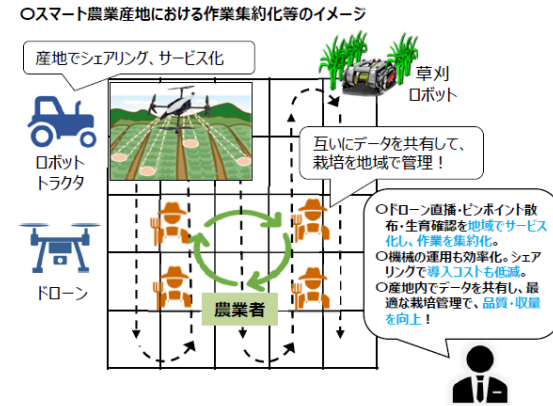 〇スマート農業産地における作業集約化等のイメージ
産地でシェアリング、サービス化
草刈
ロボット
ロボット
トラクタ
互いにデータを共有して、
栽培を地域で管理！
〇ドローン直播・ピンポイント散
布・生育確認を地域でサービス
化し、作業を集約化。
〇機械の運用も効率化。シェア
リングで導入コストも低減。
〇産地内でデータを共有し、最
適な栽培管理で、品質・収量
を向上！
ドローン
農業者